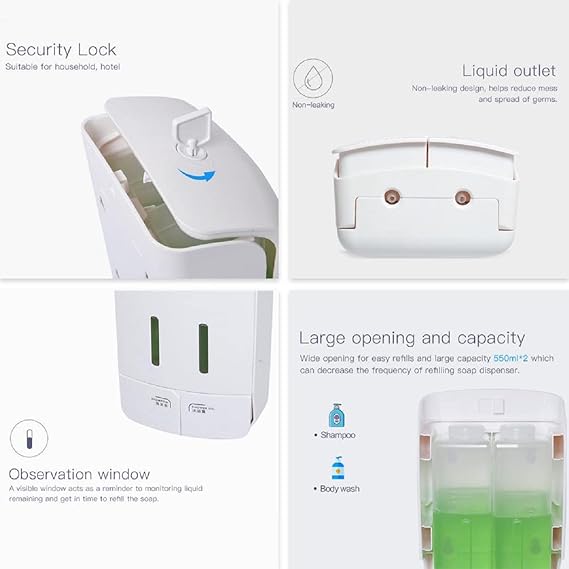 Security Lock
Suitable for household, hotel
Non-leaking
Liquid outlet
Non-leaking design, helps reduce mess
and spread of germs.
Observation window
A visible window acts as a reminder to monitoring liquid
remaining and get in time to refill the soap.
Large opening and capacity
Wide opening for easy refills and large capacity 550ml*2 which
can decrease the frequency of refilling soap dispenser.
• Shampoo
• Body wash